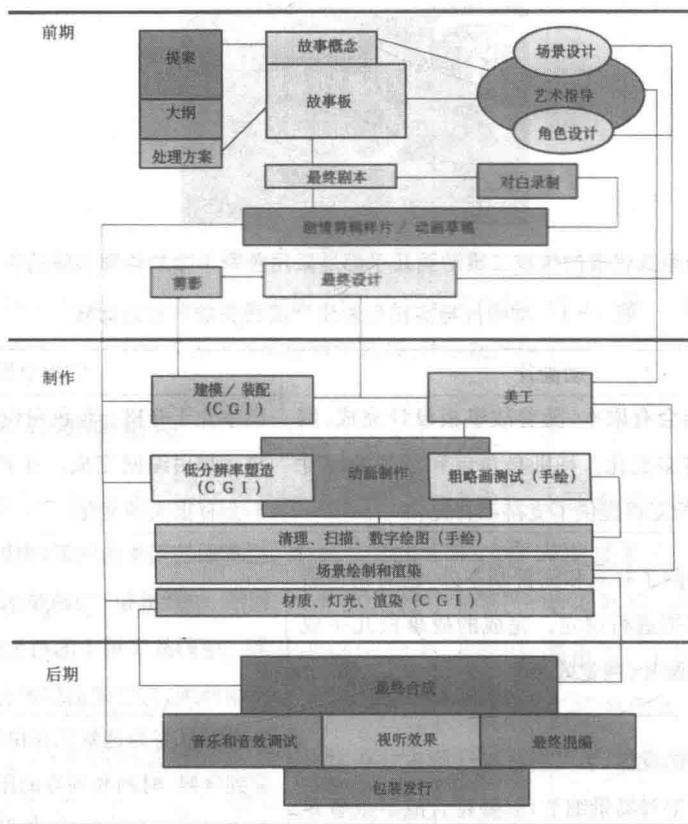 前期
提案
大纲
处理方案
故事概念
故事板
场景设计
艺术指导
角色设计
最终剧本
对白录制
剧情剪辑样片 / 动画草稿
剪影
最终设计
制作
建模 / 装配
(CGI)
美工
低分辨率塑造
(CGI)
动画制作
粗略画测试(手绘)
清理、扫描、数字绘图(手绘)
场景绘制和渲染
材质、灯光、渲染(CGI)
后期
最终合成
音乐和音效调试
视听效果
最终混编
包装发行